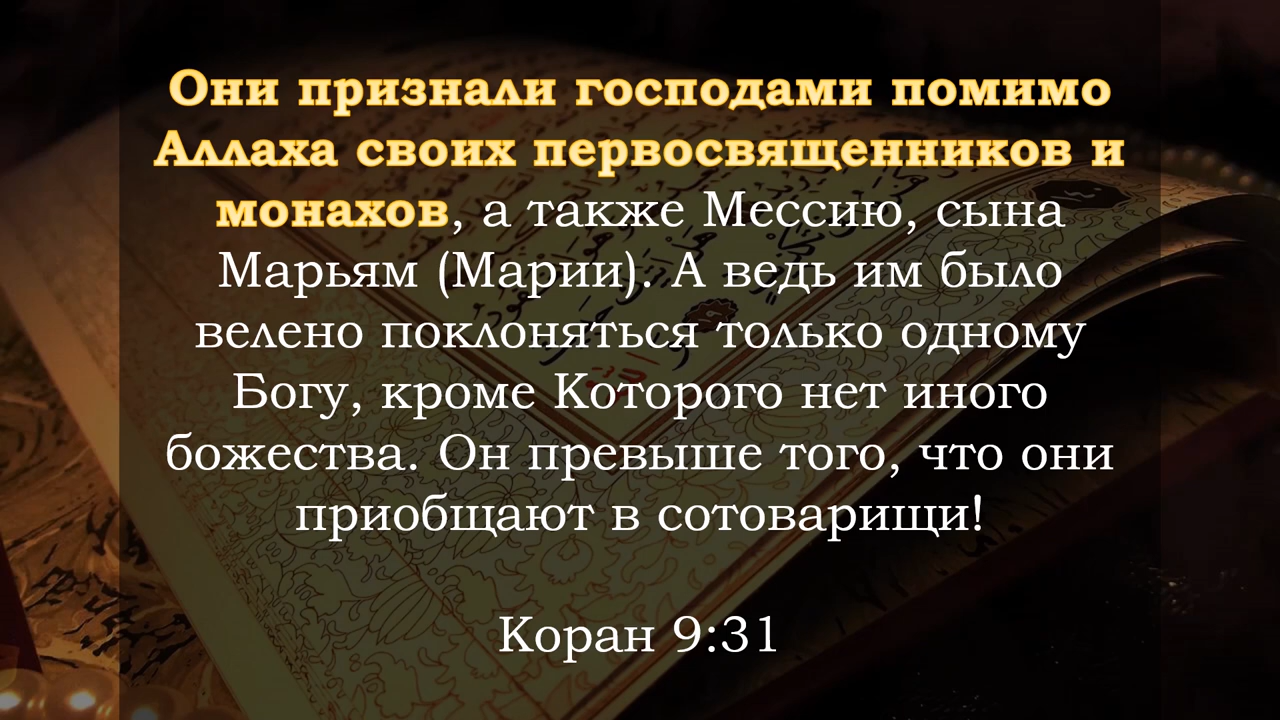 Они признали господами помимо
Аллаха своих первосвященников и
монахов, а также Мессию, сына
Марьям (Марии). А ведь им было
велено поклоняться только одному
Богу, кроме Которого нет иного
божества. Он превыше того, что они
приобщают в сотоварищи!
Коран 9:31